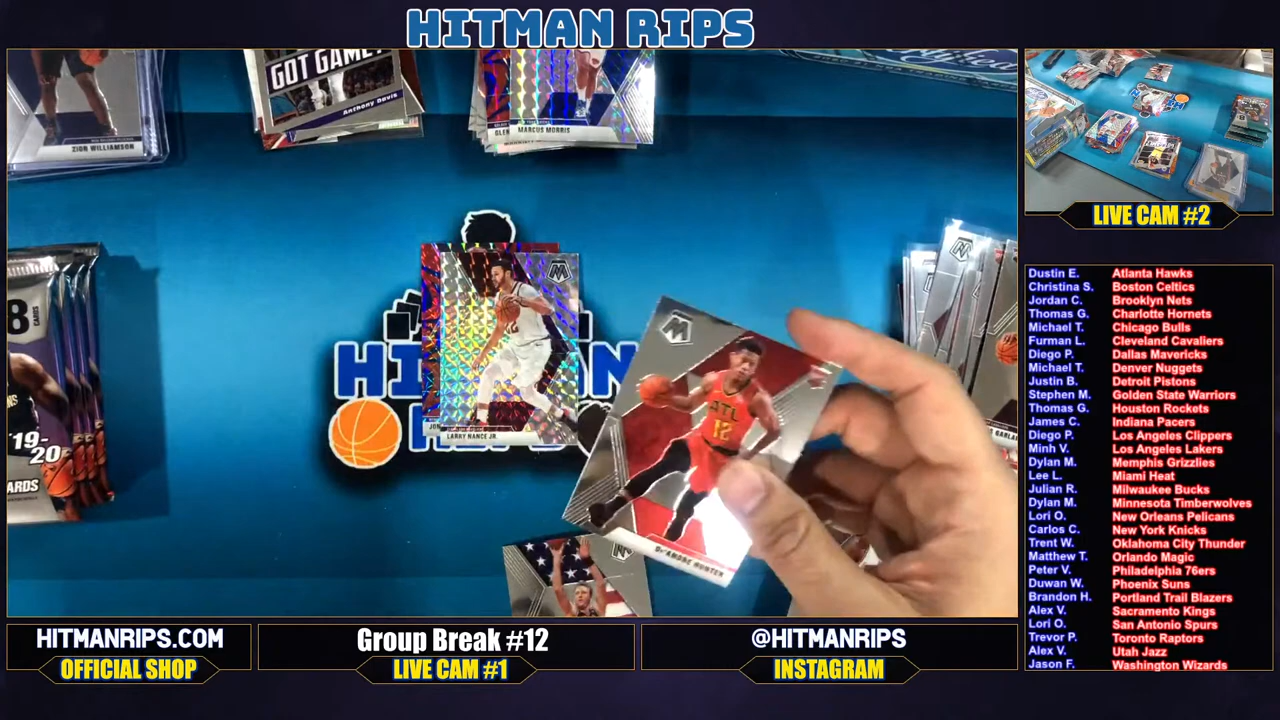 HITMAN RIPS
GOT GAME?
Anthony Davis
MARCUS MORRIS
ZION WILLIAMSON
LARRY NANCE JR.
ATL
12
DE'ANDRE HUNTER
8
CARDS
19-
20
LIVE CAM #2
Dustin E. Atlanta Hawks
Christina S. Boston Celtics
Jordan C. Brooklyn Nets
Thomas G. Charlotte Hornets
Michael T. Chicago Bulls
Furman L. Cleveland Cavaliers
Diego P. Dallas Mavericks
Michael T. Denver Nuggets
Justin B. Detroit Pistons
Stephen M. Golden State Warriors
Thomas G. Houston Rockets
James C. Indiana Pacers
Diego P. Los Angeles Clippers
Minh V. Los Angeles Lakers
Dylan M. Memphis Grizzlies
Lee L. Miami Heat
Julian R. Milwaukee Bucks
Dylan M. Minnesota Timberwolves
Lori O. New Orleans Pelicans
Carlos C. New York Knicks
Trent W. Oklahoma City Thunder
Matthew T. Orlando Magic
Peter V. Philadelphia 76ers
Duwan W. Phoenix Suns
Brandon H. Portland Trail Blazers
Alex V. Sacramento Kings
Lori O. San Antonio Spurs
Trevor P. Toronto Raptors
Alex V. Utah Jazz
Jason F. Washington Wizards
HITMANRIPS.COM
OFFICIAL SHOP
Group Break #12
LIVE CAM #1
@HITMANRIPS
INSTAGRAM